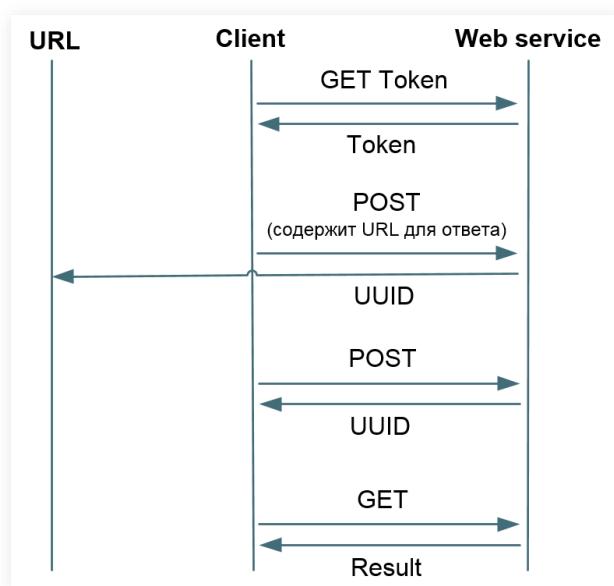 URL Client Web service
GET Token
Token
POST
(содержит URL для ответа)
UUID
POST
UUID
GET
Result